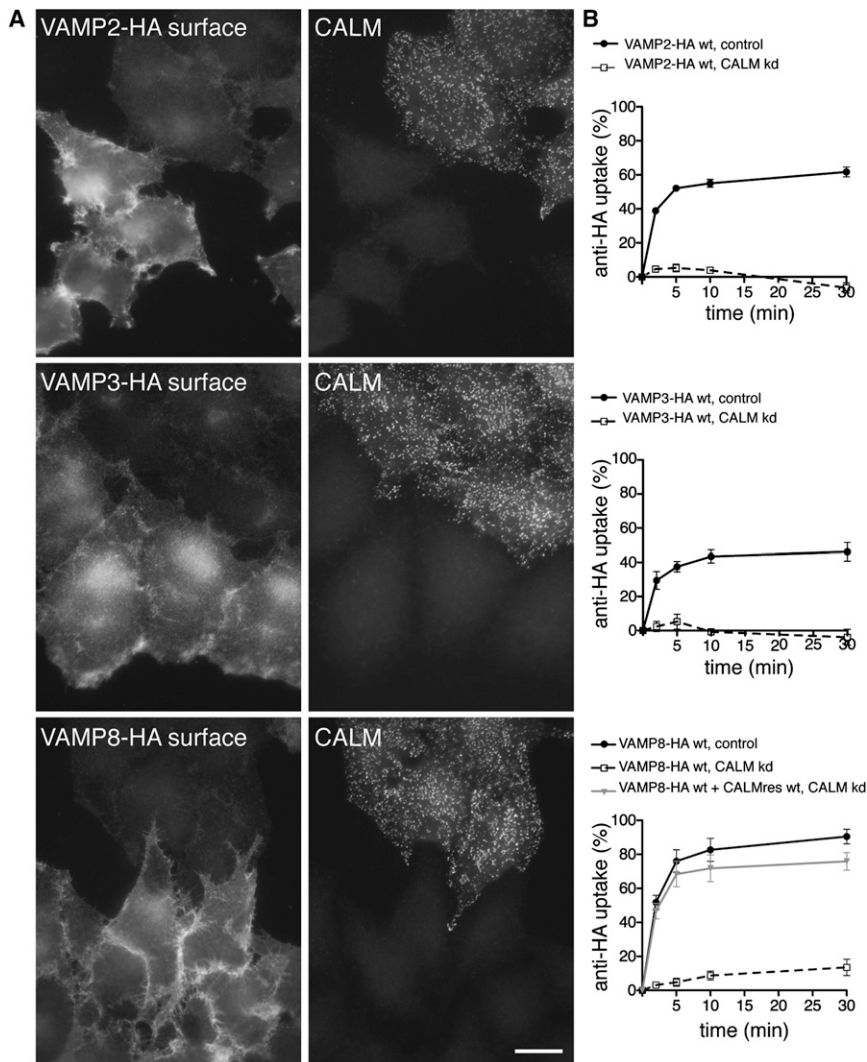 A
VAMP2-HA surface
CALM
B
VAMP2-HA wt, control
VAMP2-HA wt, CALM kd
100
80
60
40
20
0
5 10 15 20 25 30
anti-HA uptake (%)
time (min)
VAMP3-HA surface
CALM
VAMP3-HA wt, control
VAMP3-HA wt, CALM kd
100
80
60
40
20
0
5 10 15 20 25 30
anti-HA uptake (%)
time (min)
VAMP8-HA surface
CALM
VAMP8-HA wt, control
VAMP8-HA wt, CALM kd
VAMP8-HA wt + CALMres wt, CALM kd
100
80
60
40
20
0
5 10 15 20 25 30
anti-HA uptake (%)
time (min)